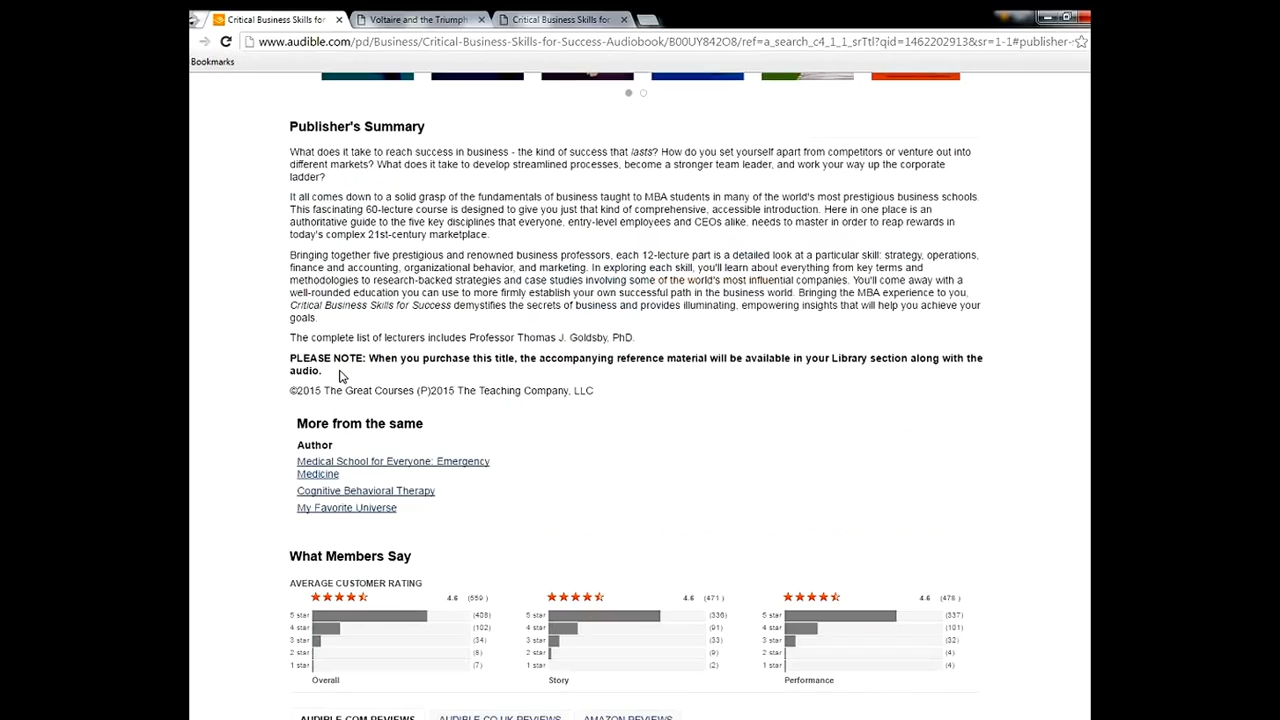 Critical Business Skills for
Voltaire and the Triumph
Critical Business Skills for
www.audible.com/pd/Business/Critical-Business-Skills-for-Success-Audiobook/B00UY842O8/ref=a_search_c4_1_1_srTtl?qid=1462202913&sr=1-1#publisher-
Bookmarks
Publisher's Summary
What does it take to reach success in business - the kind of success that lasts? How do you set yourself apart from competitors or venture out into
different markets? What does it take to develop streamlined processes, become a stronger team leader, and work your way up the corporate
ladder?
It all comes down to a solid grasp of the fundamentals of business taught to MBA students in many of the world's most prestigious business schools.
This fascinating 60-lecture course is designed to give you just that kind of comprehensive, accessible introduction. Here in one place is an
authoritative guide to the five key disciplines that everyone, entry-level employees and CEOs alike, needs to master in order to reap rewards in
today's complex 21st-century marketplace.
Bringing together five prestigious and renowned business professors, each 12-lecture part is a detailed look at a particular skill: strategy, operations,
finance and accounting, organizational behavior, and marketing. In exploring each skill, you'll learn about everything from key terms and
methodologies to research-backed strategies and case studies involving some of the world's most influential companies. You'll come away with a
well-rounded education you can use to more firmly establish your own successful path in the business world. Bringing the MBA experience to you,
Critical Business Skills for Success demystifies the secrets of business and provides illuminating, empowering insights that will help you achieve your
goals.
The complete list of lecturers includes Professor Thomas J. Goldsby, PhD.
PLEASE NOTE: When you purchase this title, the accompanying reference material will be available in your Library section along with the
audio.
©2015 The Great Courses (P)2015 The Teaching Company, LLC
More from the same
Author
Medical School for Everyone: Emergency
Medicine
Cognitive Behavioral Therapy
My Favorite Universe
What Members Say
AVERAGE CUSTOMER RATING
4.6 (559 )
5 star (408)
4 star (102)
3 star (34)
2 star (8)
1 star (7)
Overall
4.6 (471 )
5 star (336)
4 star (91)
3 star (33)
2 star (9)
1 star (2)
Story
4.6 (478 )
5 star (337)
4 star (101)
3 star (32)
2 star (4)
1 star (4)
Performance
AUDIBLE.COM REVIEWS
AUDIBLE.CO.UK REVIEWS
AMAZON REVIEWS